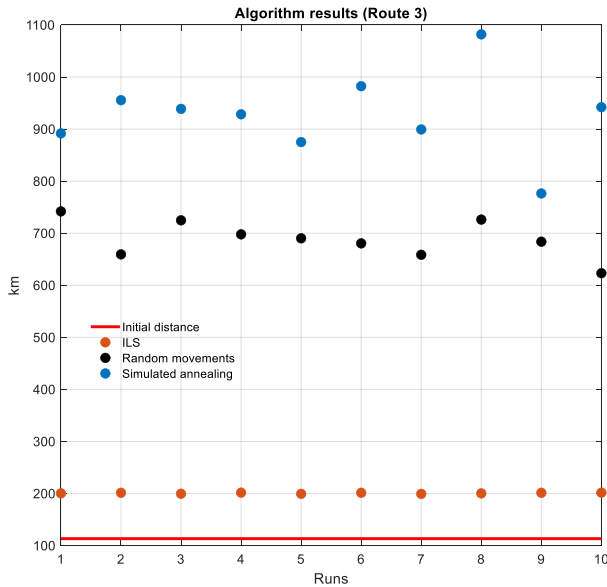 Algorithm results (Route 3)
1100
1000
900
800
700
600
500
400
300
200
100
km
Initial distance
ILS
Random movements
Simulated annealing
1 2 3 4 5 6 7 8 9 10
Runs